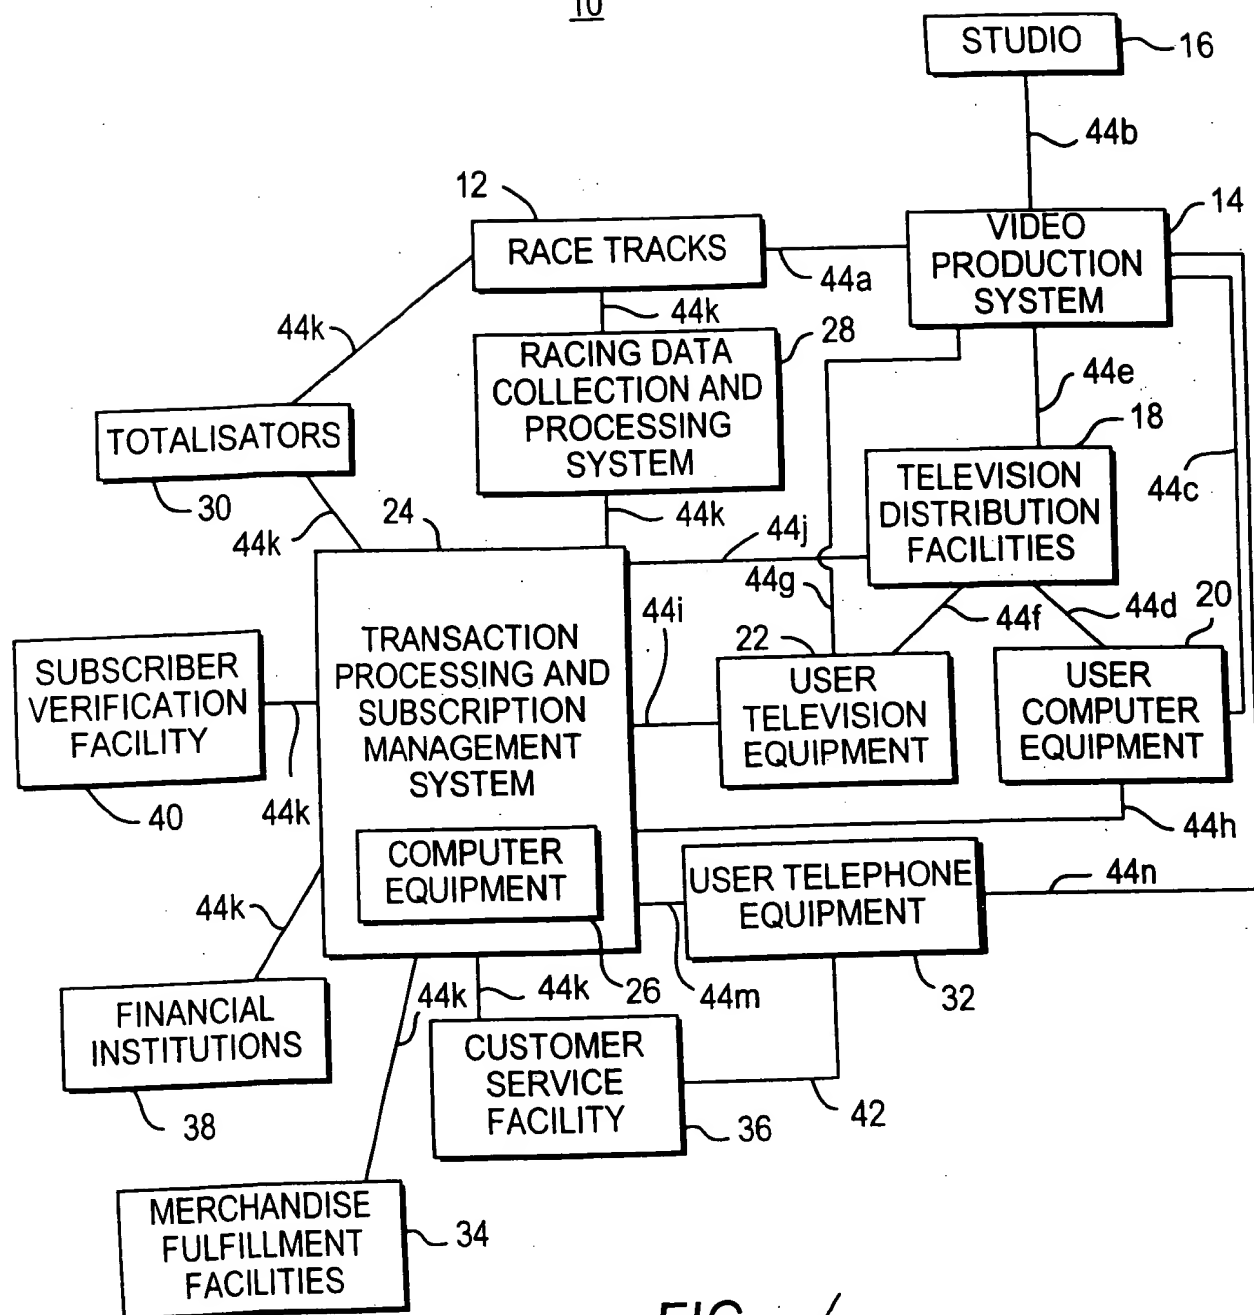 10
STUDIO
16
44b
12
14
RACE TRACKS
VIDEO
PRODUCTION
SYSTEM
44a
44k
44k
28
RACING DATA
COLLECTION AND
PROCESSING
SYSTEM
44e
18
44c
TOTALISATORS
30
44k
24
44k
TELEVISION
DISTRIBUTION
FACILITIES
44j
44g
44f
44d
20
44i
22
TRANSACTION
PROCESSING AND
SUBSCRIPTION
MANAGEMENT
SYSTEM
SUBSCRIBER
VERIFICATION
FACILITY
40
44k
USER
TELEVISION
EQUIPMENT
USER
COMPUTER
EQUIPMENT
44h
COMPUTER
EQUIPMENT
26
USER TELEPHONE
EQUIPMENT
44n
32
44m
44k
44k
44k
FINANCIAL
INSTITUTIONS
38
CUSTOMER
SERVICE
FACILITY
36
42
MERCHANDISE
FULFILLMENT
FACILITIES
34
FIG.